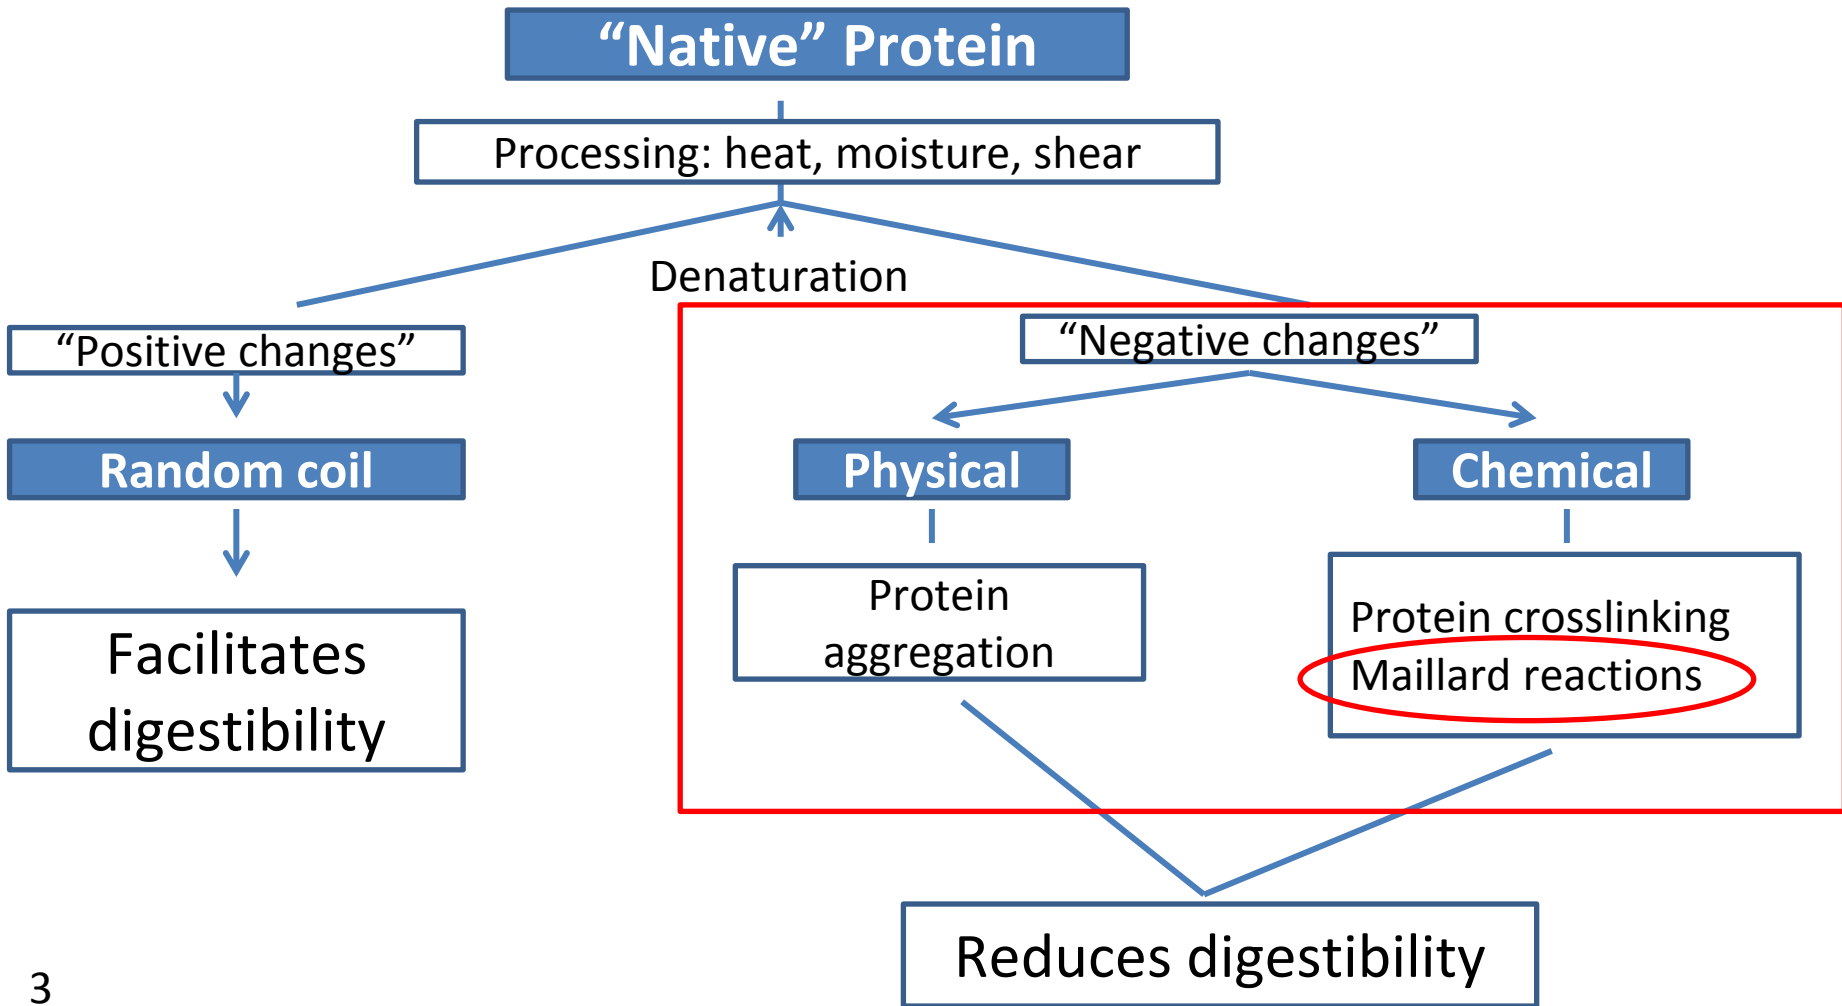 “Native” Protein
Processing: heat, moisture, shear
Denaturation
“Positive changes”
“Negative changes”
Random coil
Physical
Chemical
Facilitates
digestibility
Protein
aggregation
Protein crosslinking
Maillard reactions
Reduces digestibility
3